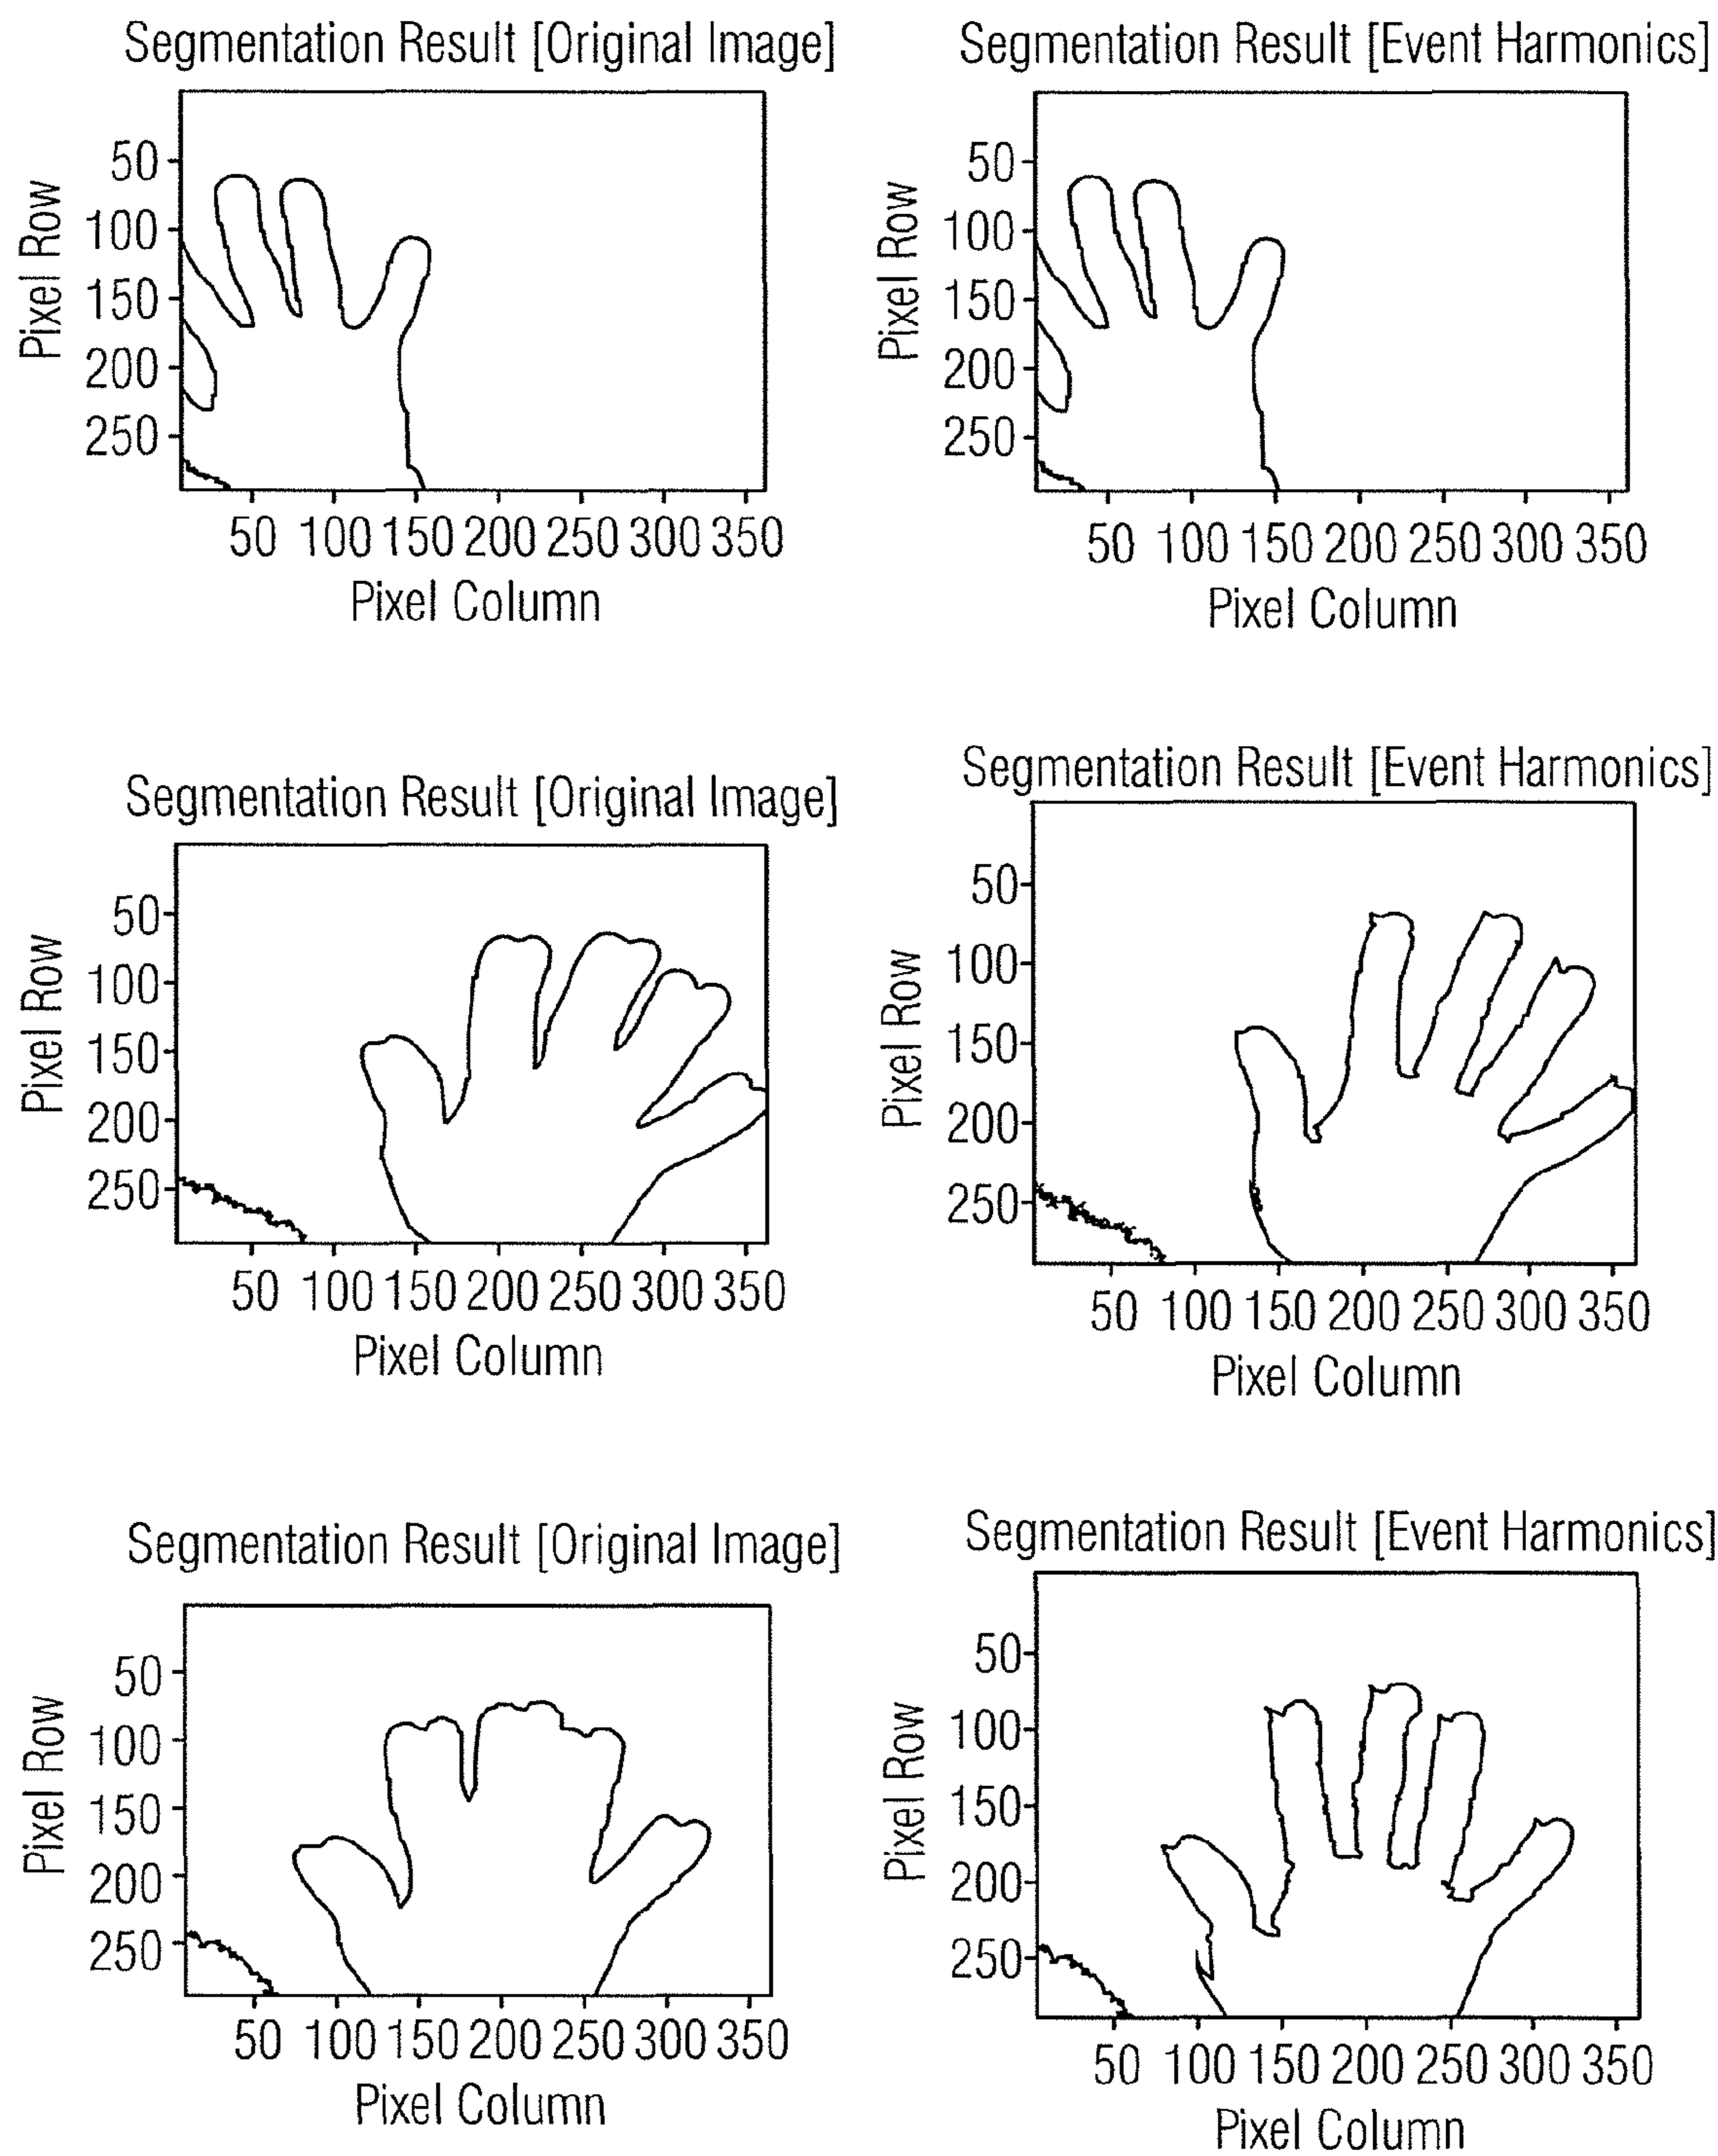 Segmentation Result [Original Image]
Pixel Row
50
100
150
200
250
50 100 150 200 250 300 350
Pixel Column
Segmentation Result [Event Harmonics]
Pixel Row
50
100
150
200
250
50 100 150 200 250 300 350
Pixel Column
Segmentation Result [Original Image]
Pixel Row
50
100
150
200
250
50 100 150 200 250 300 350
Pixel Column
Segmentation Result [Event Harmonics]
Pixel Row
50
100
150
200
250
50 100 150 200 250 300 350
Pixel Column
Segmentation Result [Original Image]
Pixel Row
50
100
150
200
250
50 100 150 200 250 300 350
Pixel Column
Segmentation Result [Event Harmonics]
Pixel Row
50
100
150
200
250
50 100 150 200 250 300 350
Pixel Column